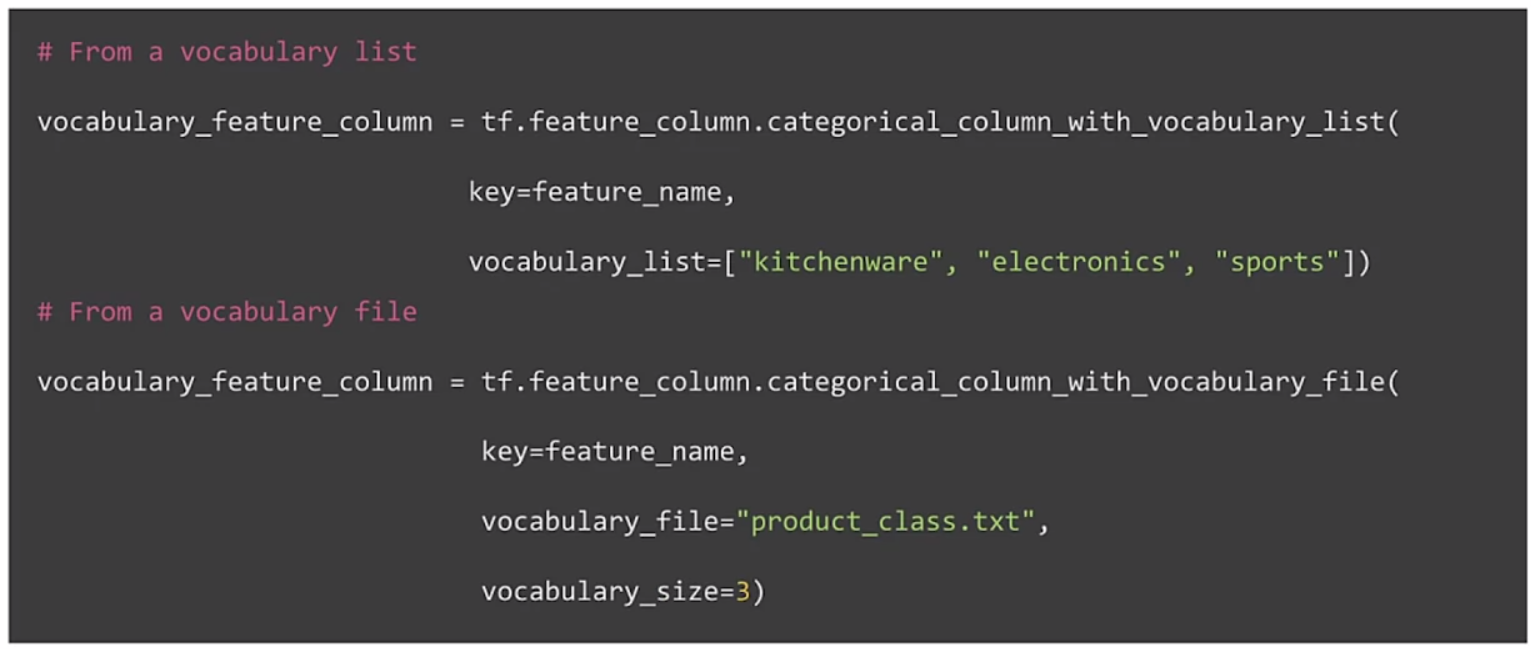 # From a vocabulary list
vocabulary_feature_column = tf.feature_column.categorical_column_with_vocabulary_list(
key=feature_name,
vocabulary_list=["kitchenware", "electronics", "sports"])
# From a vocabulary file
vocabulary_feature_column = tf.feature_column.categorical_column_with_vocabulary_file(
key=feature_name,
vocabulary_file="product_class.txt",
vocabulary_size=3)